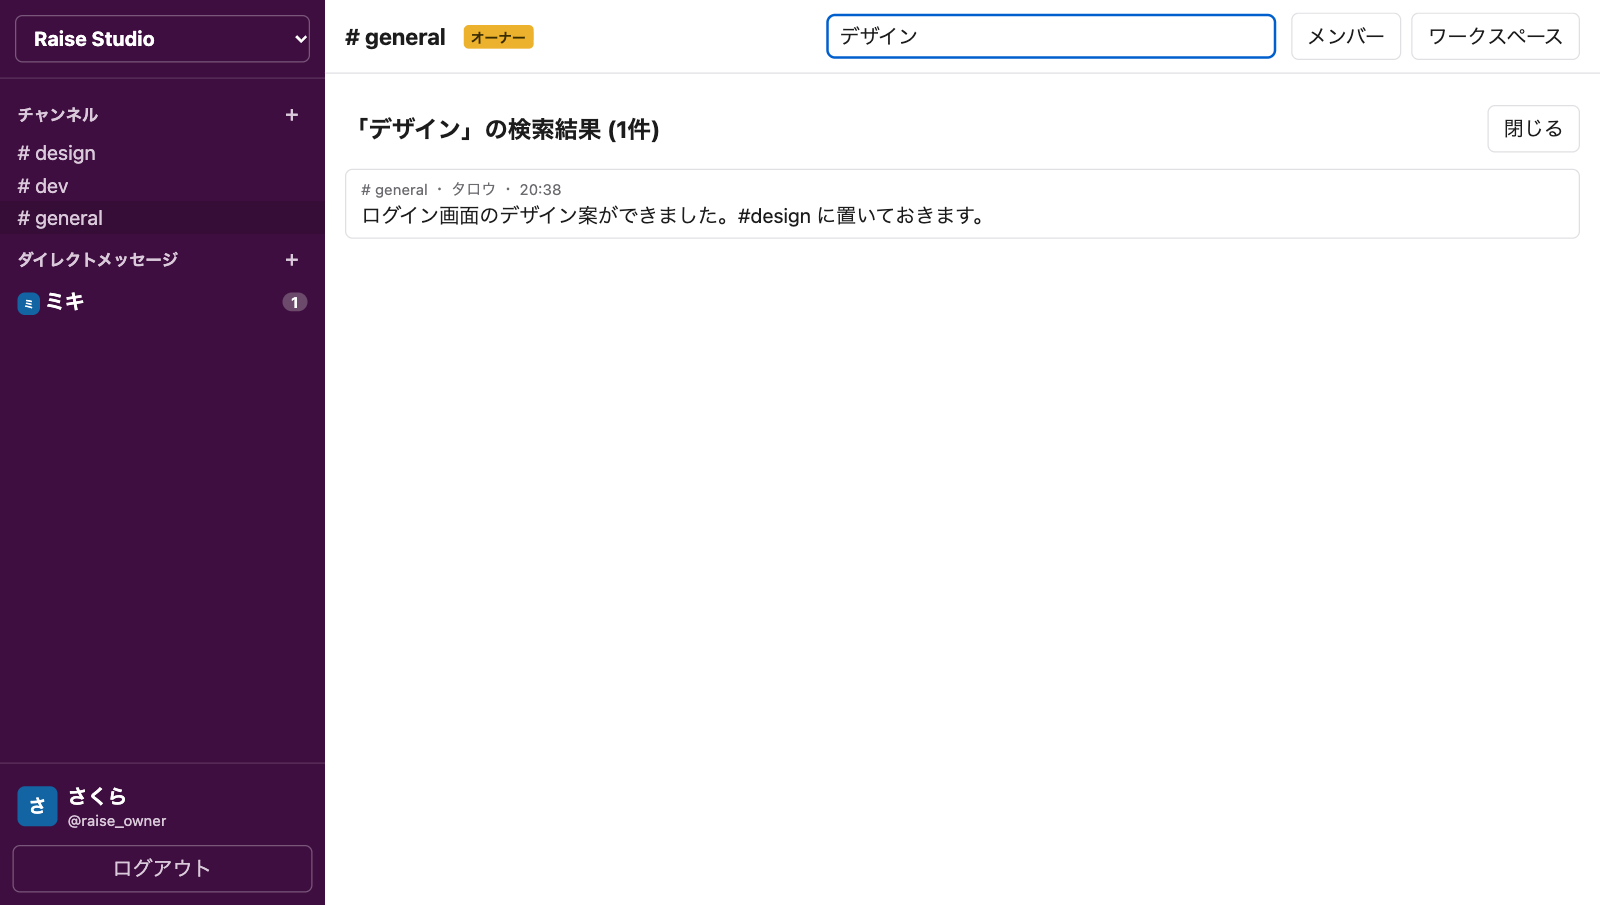 Raise Studio
チャンネル +
# design
# dev
# general
ダイレクトメッセージ +
ミ ミキ 1
さ さくら
@raise_owner
ログアウト
# general オーナー デザイン メンバー ワークスペース
「デザイン」の検索結果 (1件) 閉じる
# general ・ タロウ ・ 20:38
ログイン画面のデザイン案ができました。#design に置いておきます。